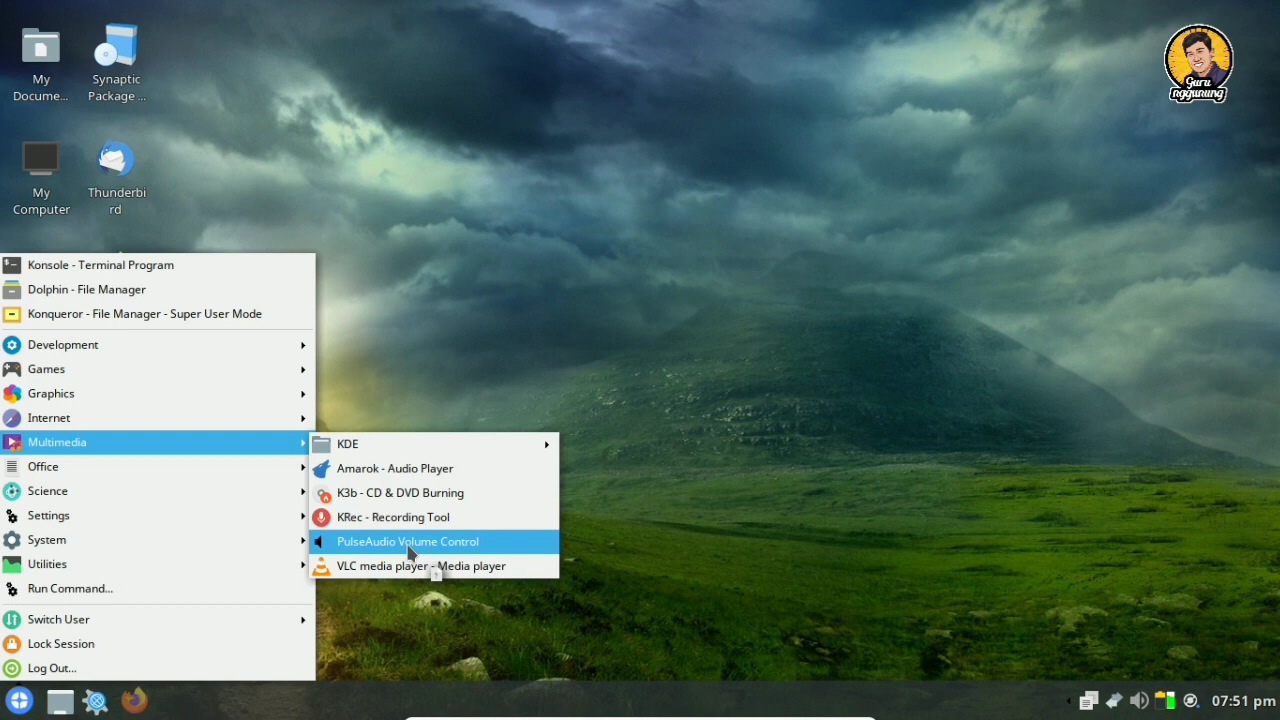 My
Docume...
Synaptic
Package ...
My
Computer
Thunderbi
rd
Guru
nggunung
Konsole - Terminal Program
Dolphin - File Manager
Konqueror - File Manager - Super User Mode
Development
Games
Graphics
Internet
Multimedia
Office
Science
Settings
System
Utilities
Run Command...
Switch User
Lock Session
Log Out...
KDE
Amarok - Audio Player
K3b - CD & DVD Burning
KRec - Recording Tool
PulseAudio Volume Control
VLC media player - Media player
07:51 pm